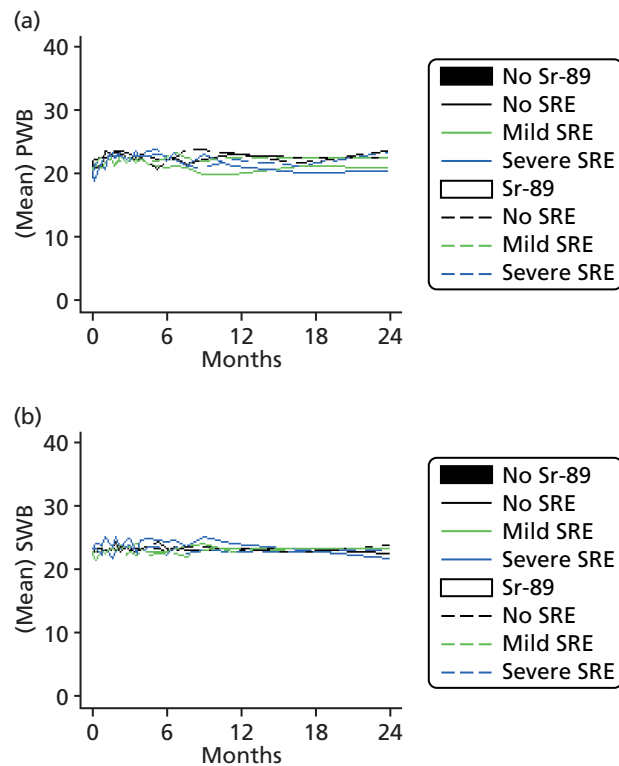 (a)
40
30
20
10
0
(Mean) PWB
0
6
12
18
24
Months
No Sr-89
No SRE
Mild SRE
Severe SRE
Sr-89
No SRE
Mild SRE
Severe SRE
(b)
40
30
20
10
0
(Mean) SWB
0
6
12
18
24
Months
No Sr-89
No SRE
Mild SRE
Severe SRE
Sr-89
No SRE
Mild SRE
Severe SRE